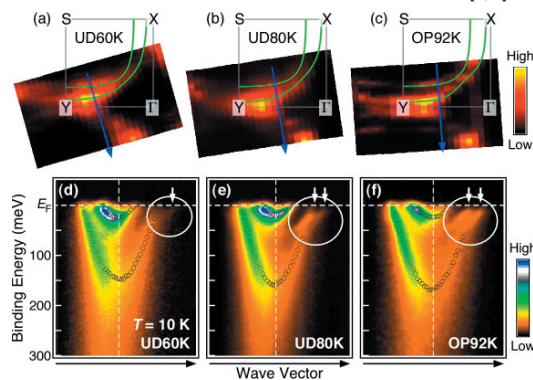 (a) S X
UD60K
Y Γ
(b) S X
UD80K
Y Γ
(c) S X
OP92K
Y Γ
High
Low
Binding Energy (meV)
E_F
100
200
300
(d)
T = 10 K
UD60K
(e)
UD80K
(f)
OP92K
High
Low
Wave Vector